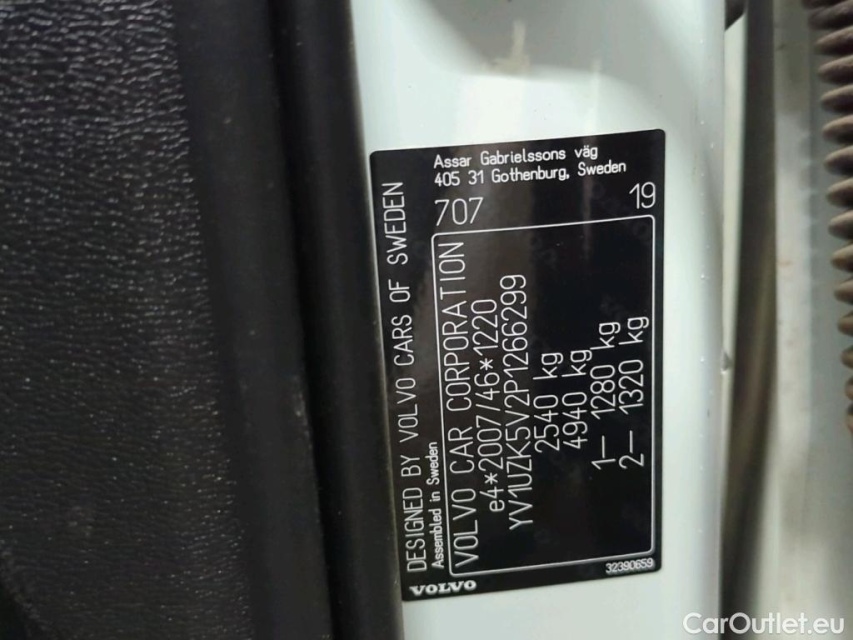 Assar Gabrielssons väg
405 31 Gothenburg, Sweden
707
19
DESIGNED BY VOLVO CARS OF SWEDEN
Assembled in Sweden
VOLVO CAR CORPORATION
e4*2007/46*1220
YV1UZK5V2P1266299
2540 kg
4940 kg
1– 1280 kg
2– 1320 kg
VOLVO
32390659
CarOutlet.eu